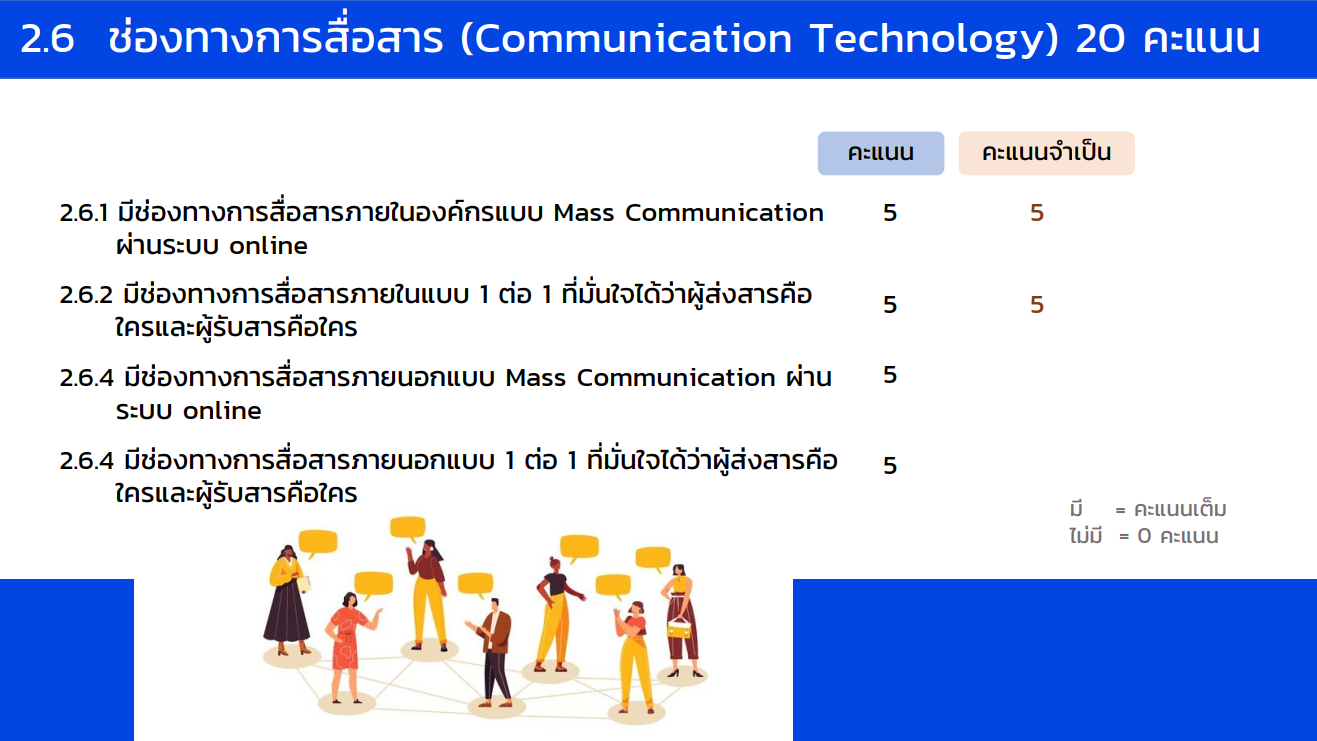 2.6 ช่องทางการสื่อสาร (Communication Technology) 20 คะแนน
คะแนน คะแนนจำเป็น
2.6.1 มีช่องทางการสื่อสารภายในองค์กรแบบ Mass Communication 5 5
ผ่านระบบ online
2.6.2 มีช่องทางการสื่อสารภายในแบบ 1 ต่อ 1 ที่มั่นใจได้ว่าผู้ส่งสารคือ 5 5
ใครและผู้รับสารคือใคร
2.6.4 มีช่องทางการสื่อสารภายนอกแบบ Mass Communication ผ่าน 5
ระบบ online
2.6.4 มีช่องทางการสื่อสารภายนอกแบบ 1 ต่อ 1 ที่มั่นใจได้ว่าผู้ส่งสารคือ 5
ใครและผู้รับสารคือใคร
มี = คะแนนเต็ม
ไม่มี = 0 คะแนน